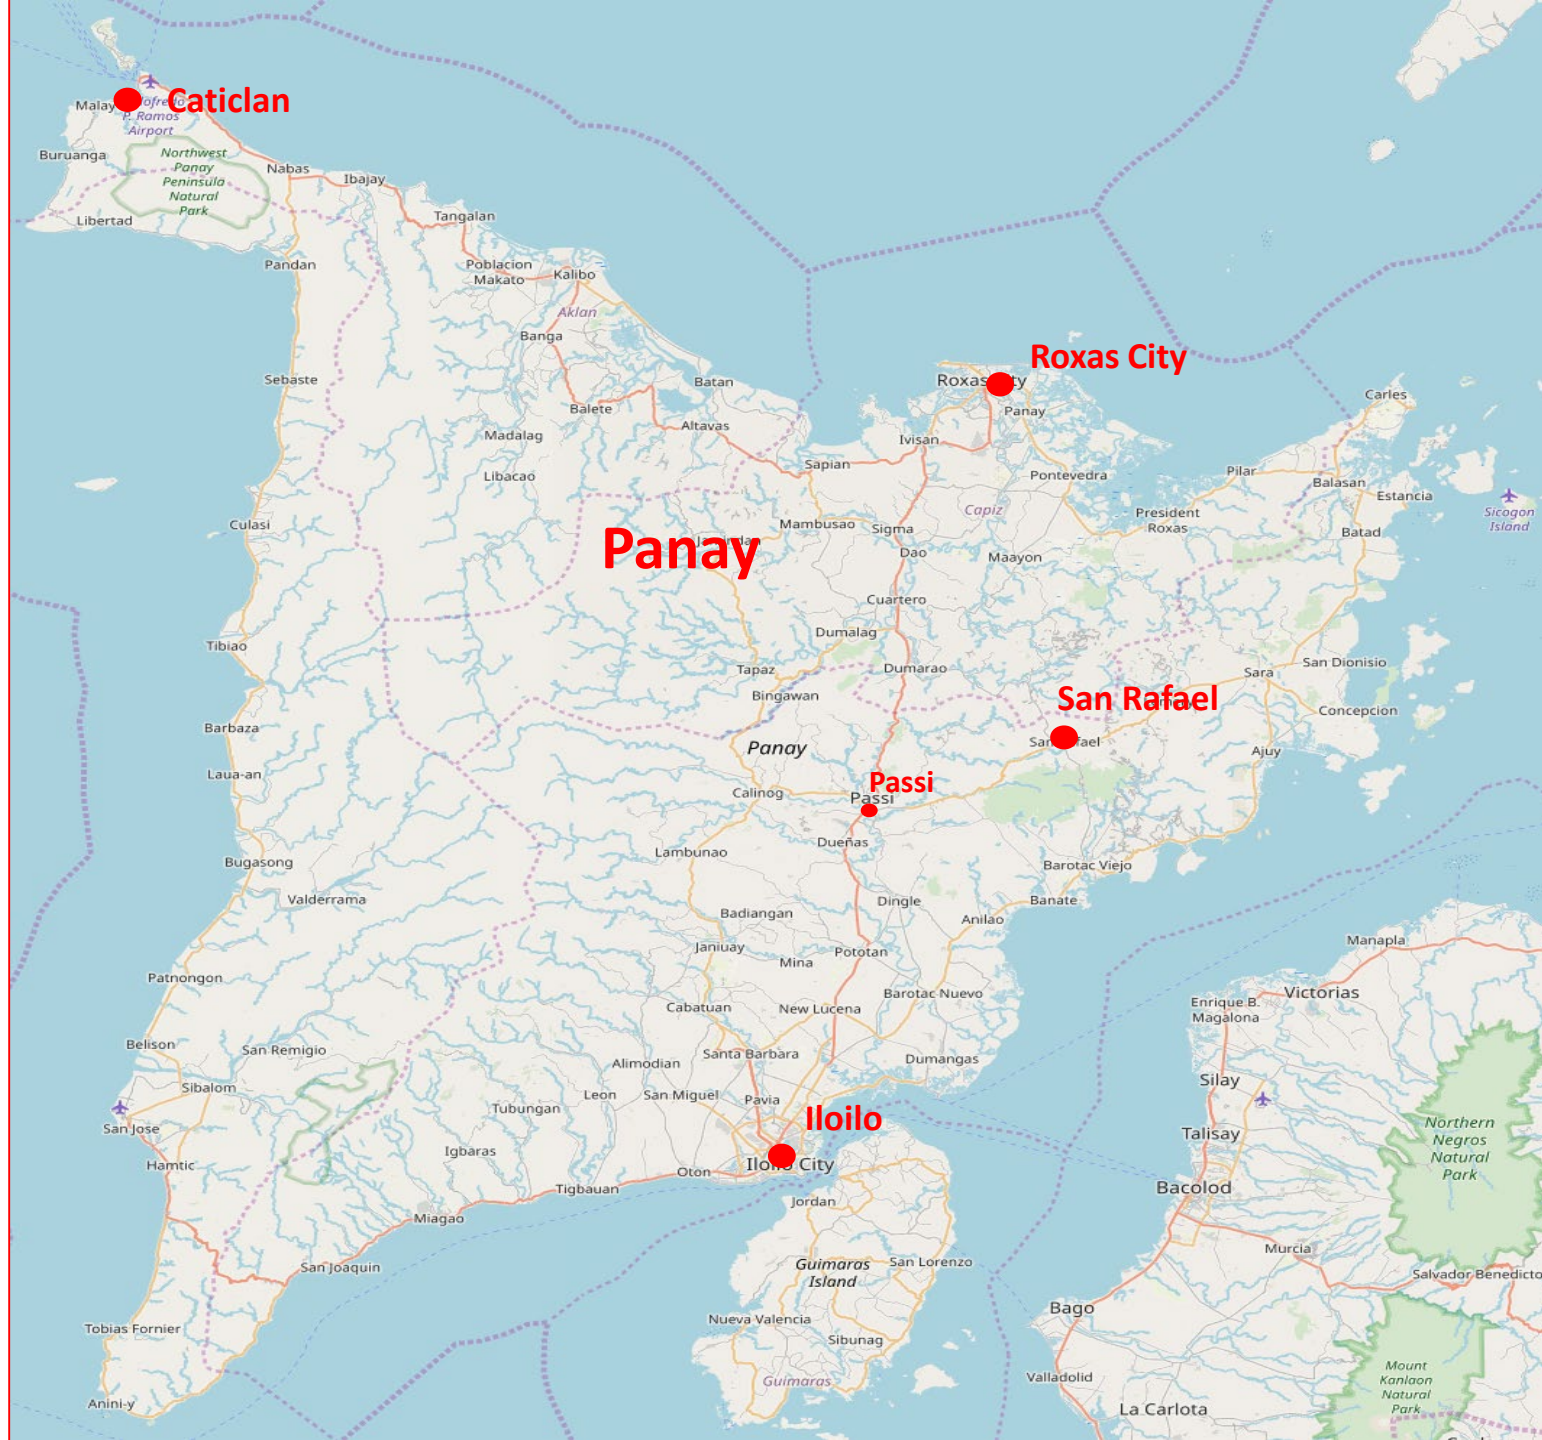 Caticlan
Malay
P. Ramos
Airport
Buruanga
Northwest
Panay
Peninsula
Natural
Park
Nabas
Ibajay
Libertad
Tangalan
Pandan
Poblacion
Makato
Kalibo
Aklan
Banga
Roxas City
Sebaste
Batan
Roxas City
Carles
Balete
Panay
Altavas
Madalag
Ivisan
Sapian
Libacao
Pontevedra
Pilar
Balasan
Estancia
Capiz
President
Roxas
Sicogon
Island
Culasi
Mambusao
Sigma
Batad
Panay
Dao
Maayon
Cuartero
Tibiao
Dumalag
Tapaz
Dumarao
Sara
San Dionisio
Bingawan
San Rafael
Concepcion
Barbaza
Panay
San Rafael
Ajuy
Laua-an
Passi
Calinog
Passi
Dueñas
Lambunao
Bugasong
Barotac Viejo
Valderrama
Dingle
Banate
Badiangan
Anilao
Janiuay
Pototan
Manapla
Mina
Patnongon
Barotac Nuevo
Victorias
Cabatuan
New Lucena
Enrique B.
Magalona
Belison
San Remigio
Santa Barbara
Alimodian
Dumangas
Sibalom
Leon
San Miguel
Pavia
Silay
Tubungan
Iloilo
San Jose
Talisay
Northern
Negros
Natural
Park
Igbaras
Hamtic
Oton
Iloilo City
Tigbauan
Bacolod
Jordan
Miagao
Murcia
San Joaquin
Guimaras
Island
San Lorenzo
Salvador Benedicto
Bago
Nueva Valencia
Tobias Fornier
Sibunag
Mount
Kanlaon
Natural
Park
Guimaras
Valladolid
Anini-y
La Carlota